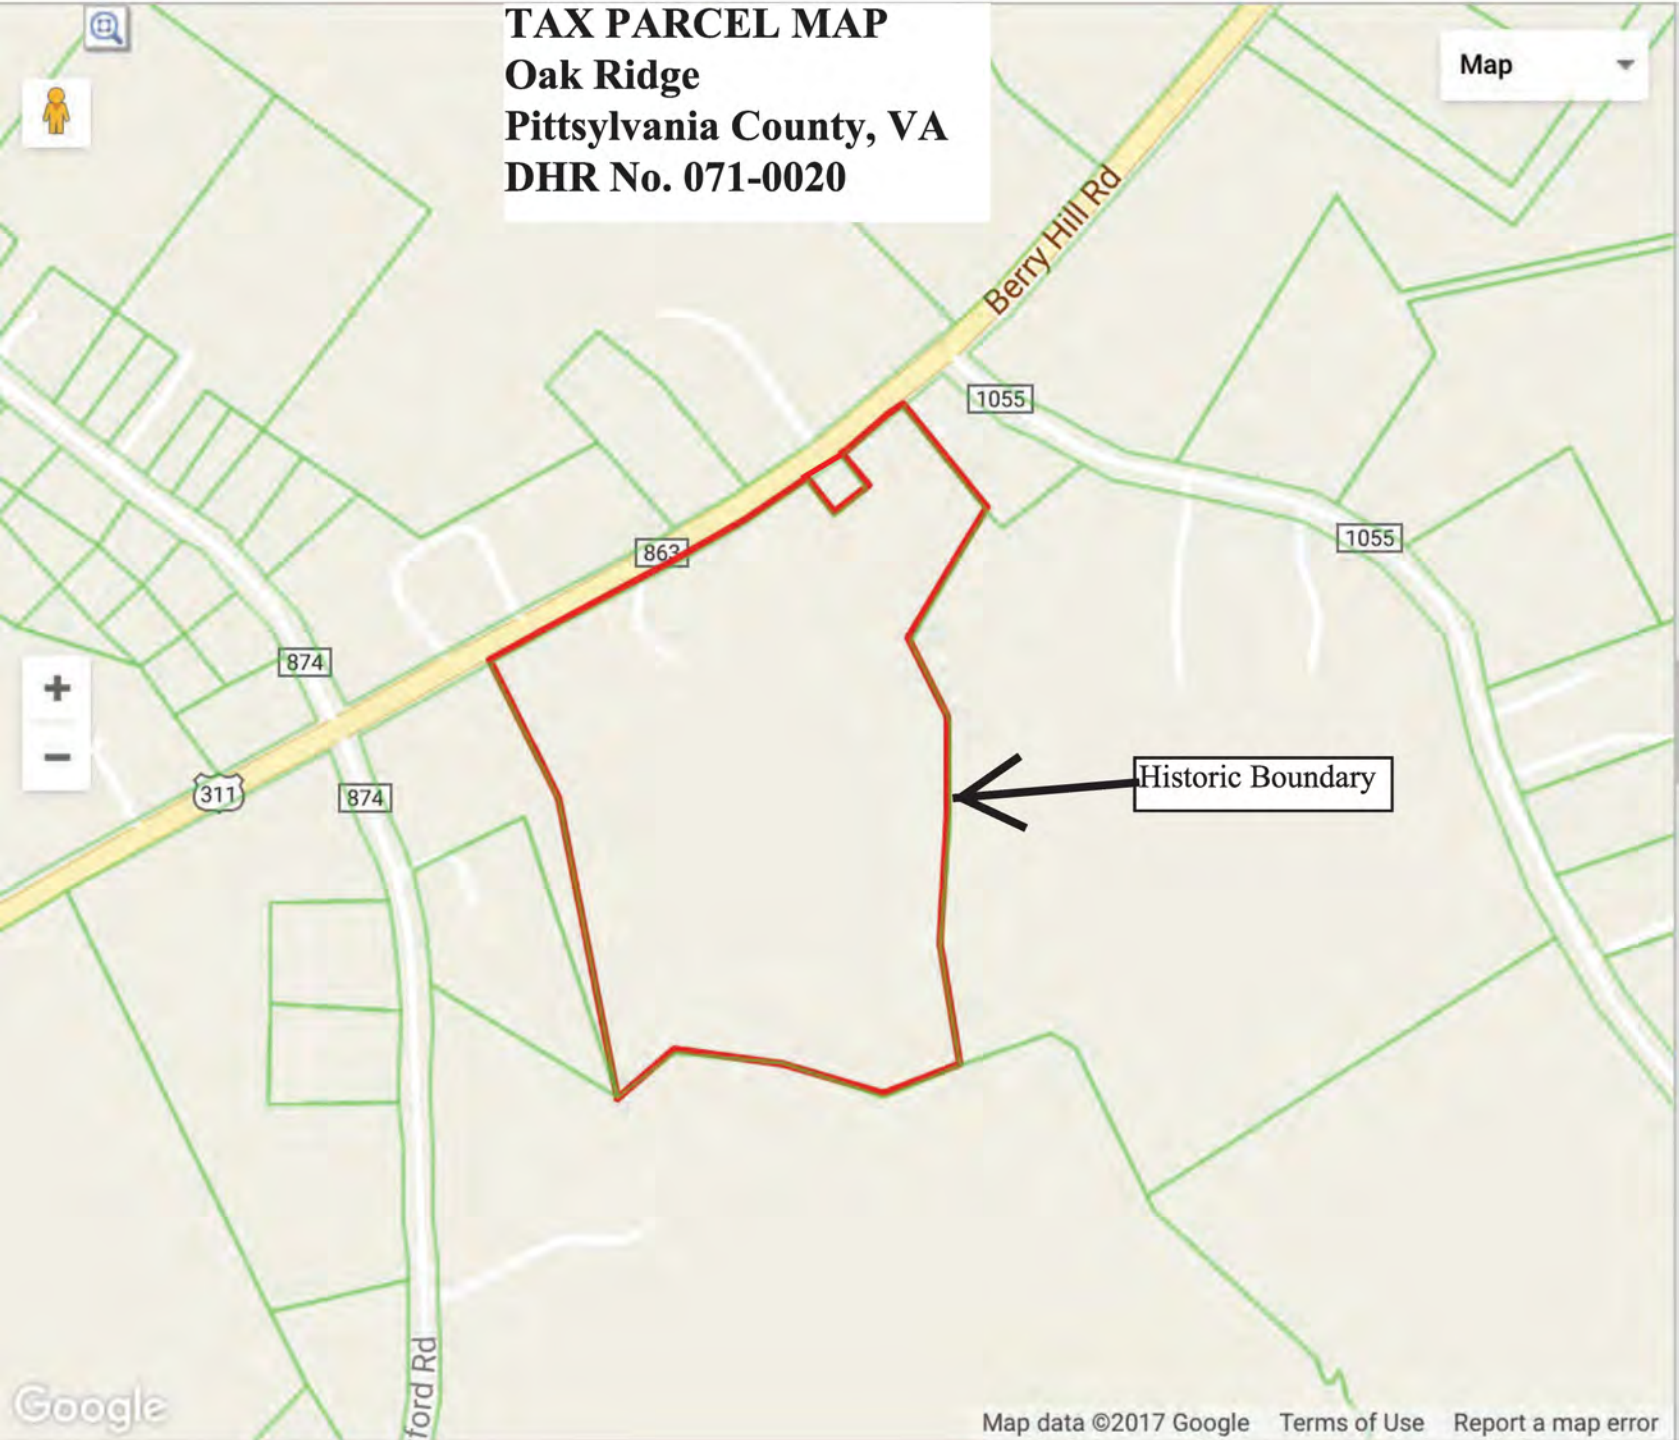 TAX PARCEL MAP
Oak Ridge
Pittsylvania County, VA
DHR No. 071-0020
Map
Berry Hill Rd
1055
1055
863
874
311
874
+
−
Historic Boundary
ford Rd
Google
Map data ©2017 Google Terms of Use Report a map error